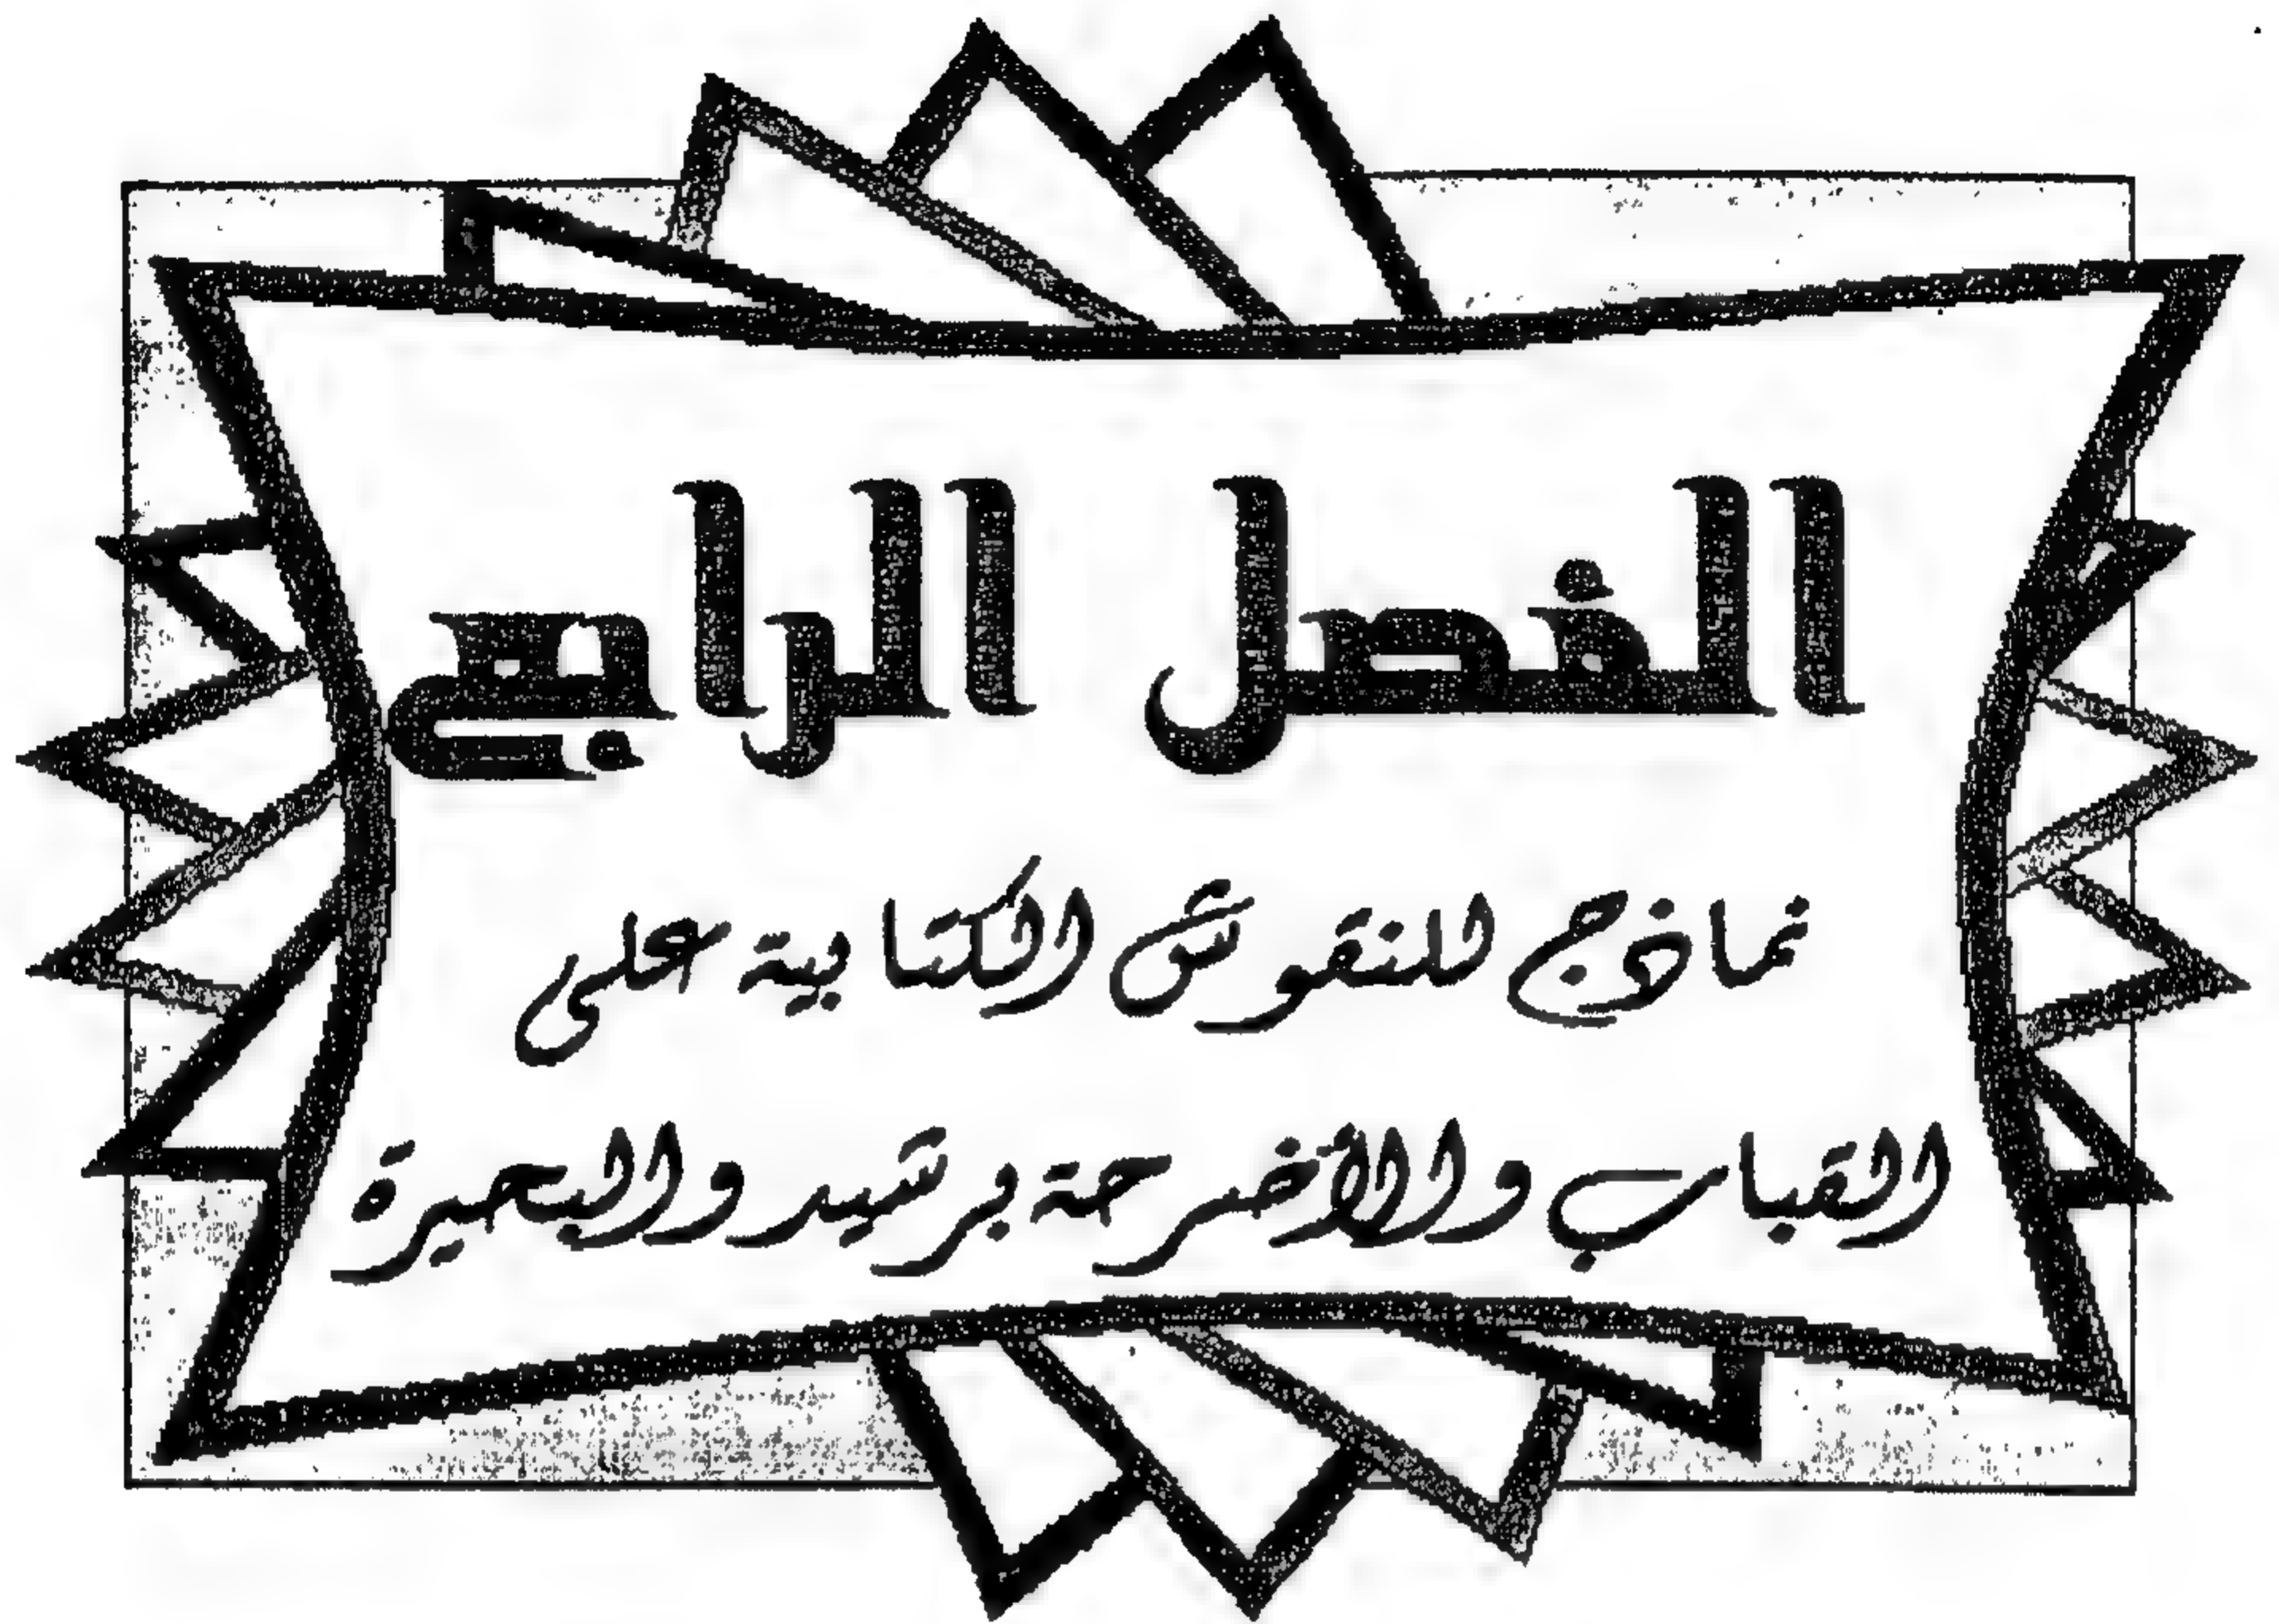 الفصل الرابع
نماذج للنقوش الكتابية على
القباب والأضرحة برشيد والبحيرة